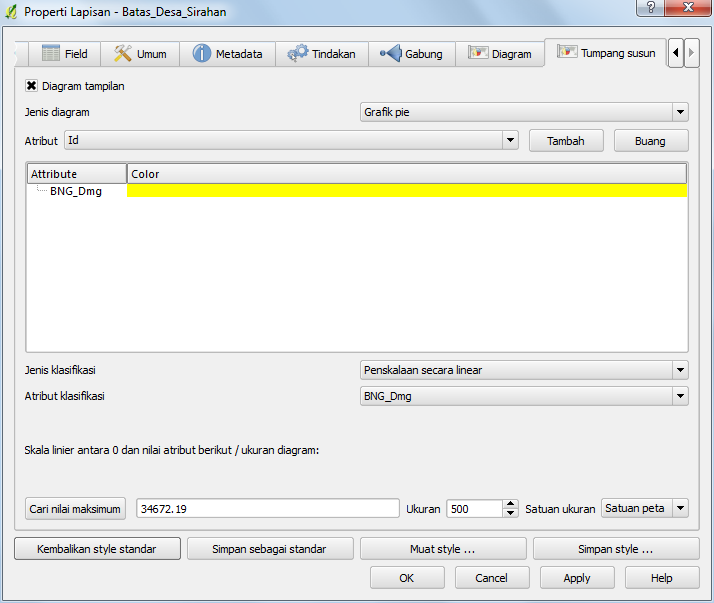 Properti Lapisan - Batas_Desa_Sirahan
Field Umum Metadata Tindakan Gabung Diagram Tumpang susun
Diagram tampilan
Jenis diagram Grafik pie
Atribut Id Tambah Buang
Attribute Color
BNG_Dmg
Jenis klasifikasi Penskalaan secara linear
Atribut klasifikasi BNG_Dmg
Skala linier antara 0 dan nilai atribut berikut / ukuran diagram:
Cari nilai maksimum 34672.19 Ukuran 500 Satuan ukuran Satuan peta
Kembalikan style standar Simpan sebagai standar Muat style ... Simpan style ...
OK Cancel Apply Help